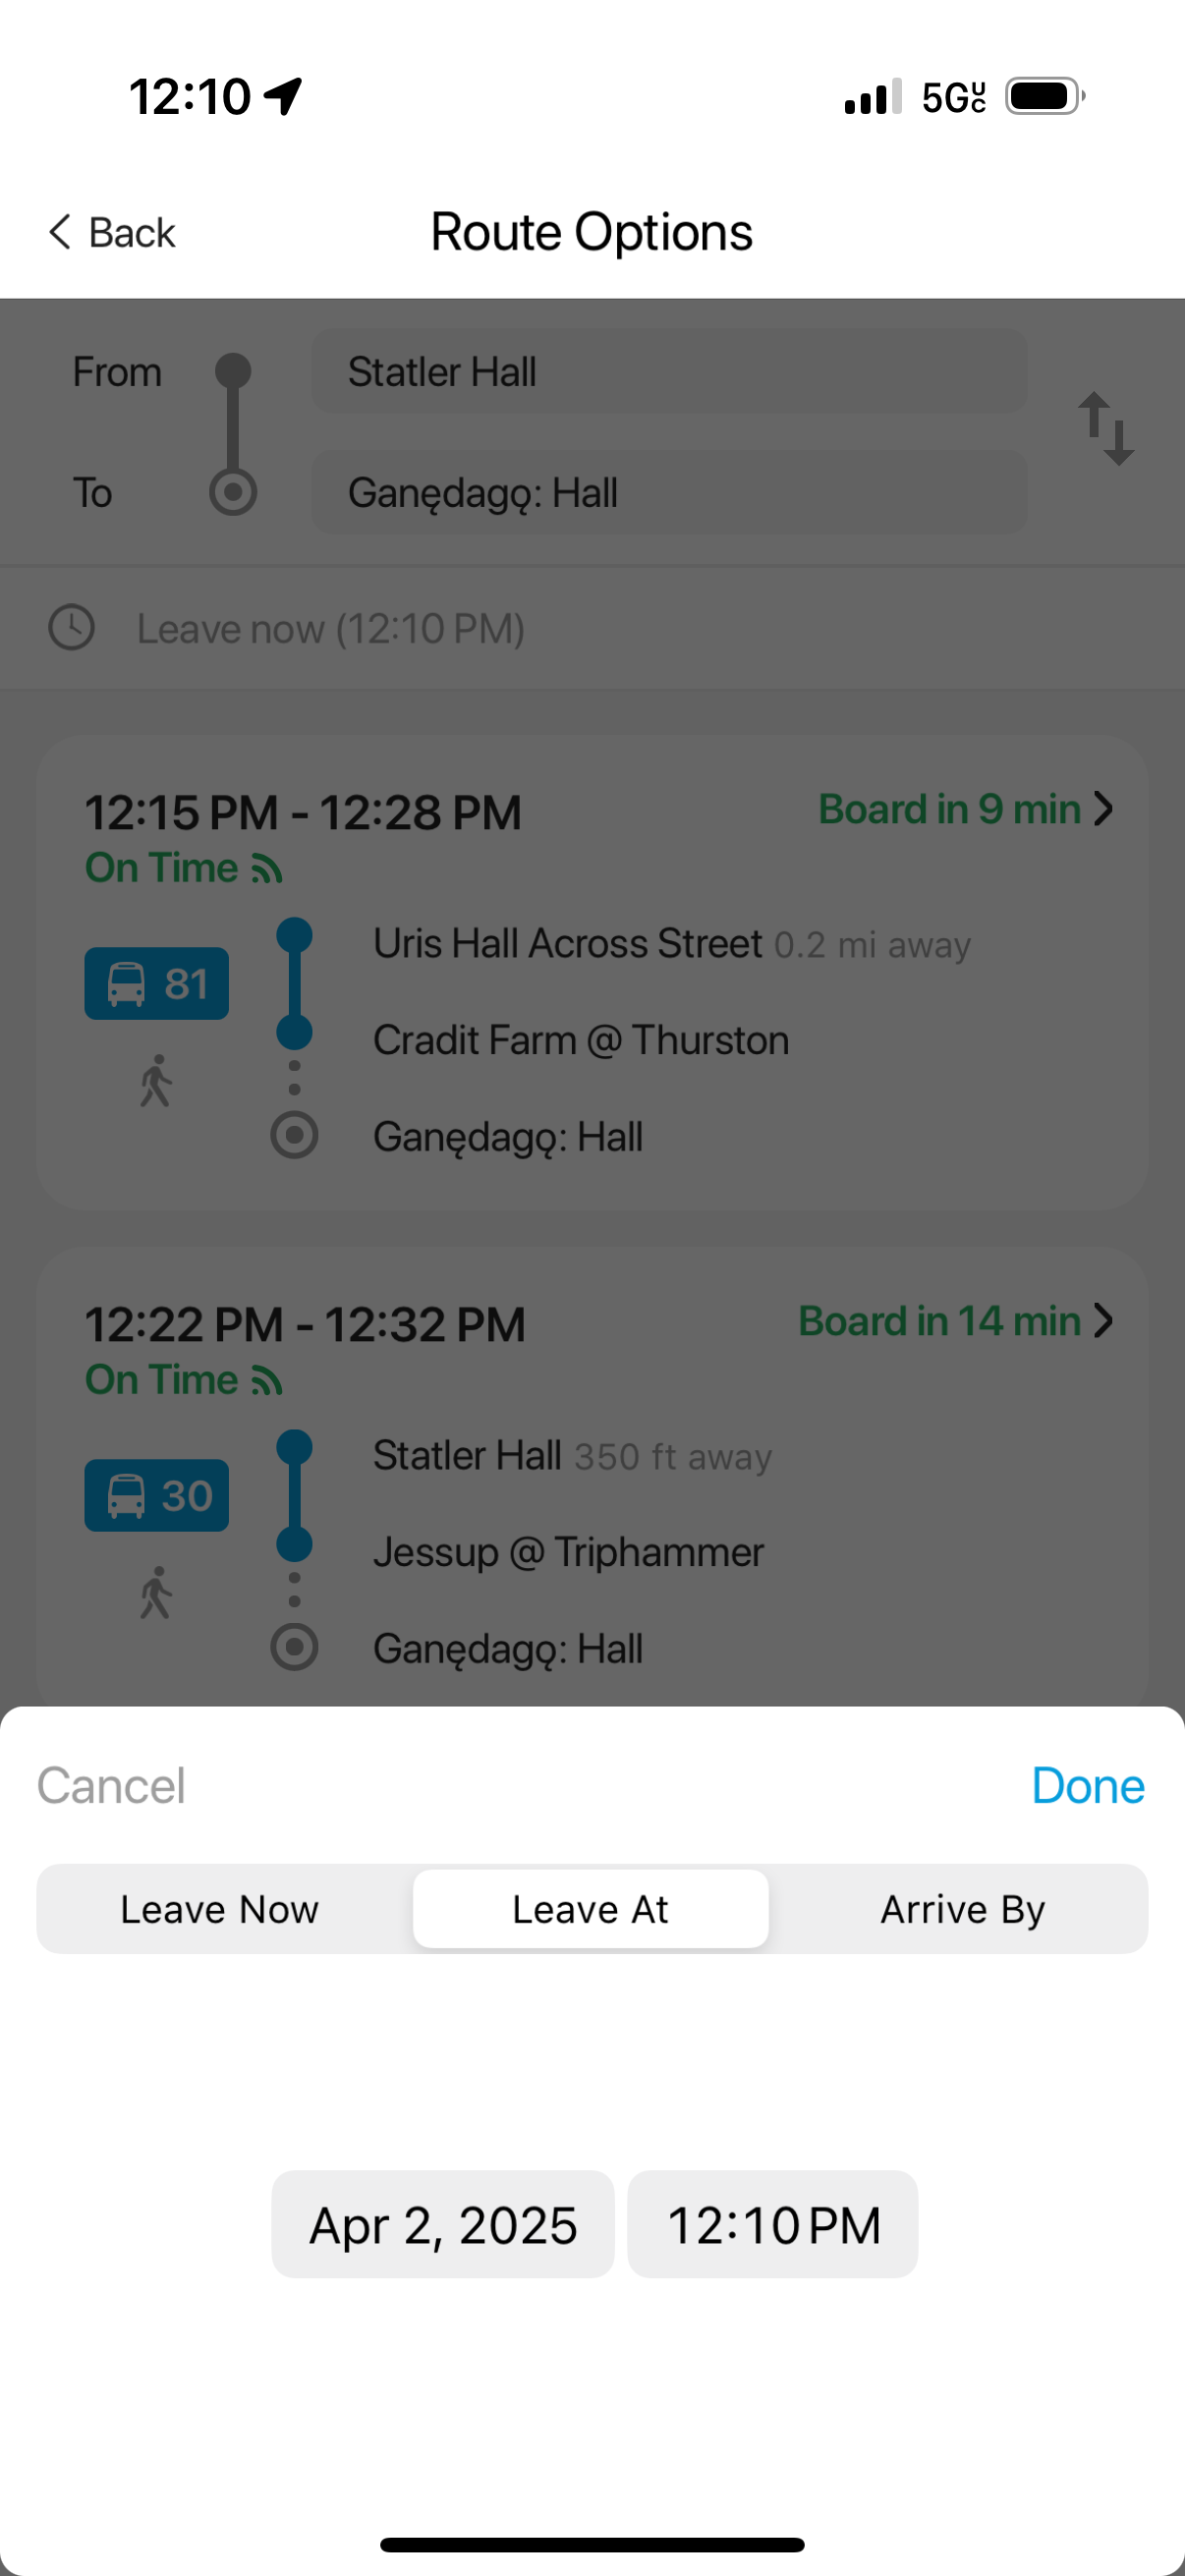 12:10 5GUC
Back Route Options
From Statler Hall
To Ganędagǫ: Hall
Leave now (12:10 PM)
12:15 PM - 12:28 PM Board in 9 min
On Time
Uris Hall Across Street 0.2 mi away
81
Cradit Farm @ Thurston
Ganędagǫ: Hall
12:22 PM - 12:32 PM Board in 14 min
On Time
Statler Hall 350 ft away
30
Jessup @ Triphammer
Ganędagǫ: Hall
Cancel Done
Leave Now Leave At Arrive By
Apr 2, 2025 12:10 PM